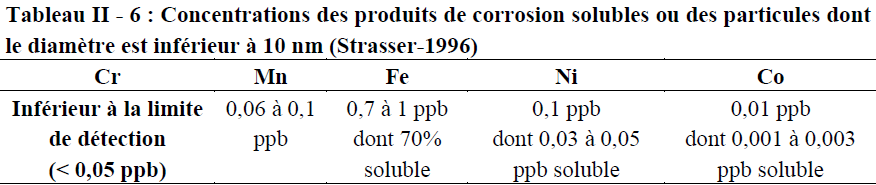 Tableau II - 6 : Concentrations des produits de corrosion solubles ou des particules dont
le diamètre est inférieur à 10 nm (Strasser-1996)
Cr Mn Fe Ni Co
Inférieur à la limite 0,06 à 0,1 0,7 à 1 ppb 0,1 ppb 0,01 ppb
de détection ppb dont 70% dont 0,03 à 0,05 dont 0,001 à 0,003
(< 0,05 ppb) soluble ppb soluble ppb soluble